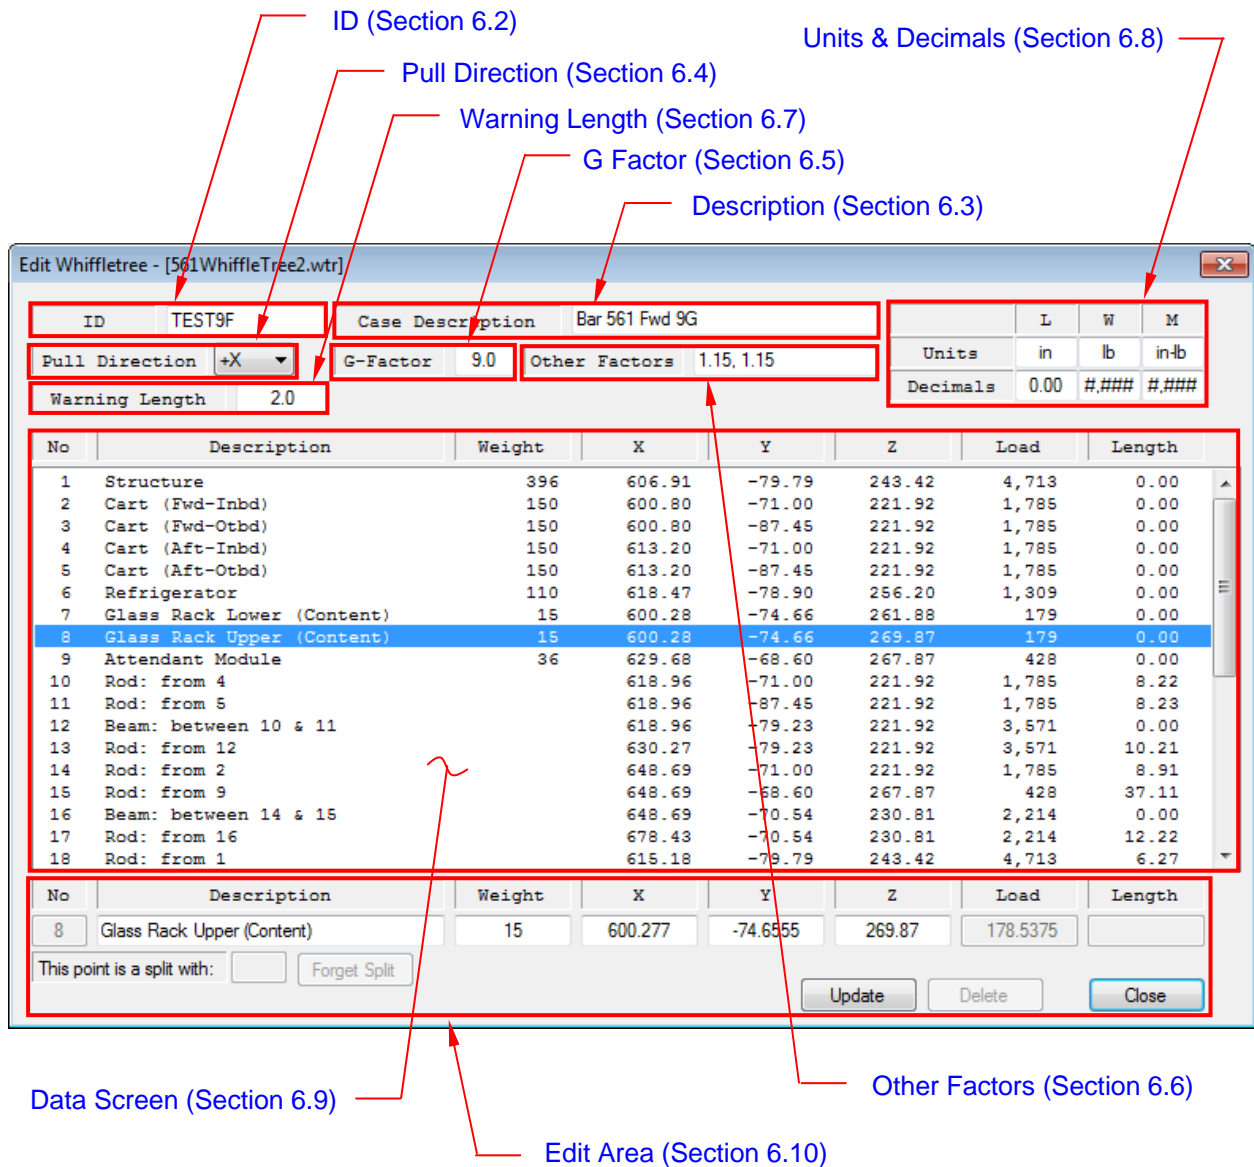 ID (Section 6.2)
Units & Decimals (Section 6.8)
Pull Direction (Section 6.4)
Warning Length (Section 6.7)
G Factor (Section 6.5)
Description (Section 6.3)
Edit Whiffletree - [561WhiffleTree2.wtr]
ID TEST9F Case Description Bar 561 Fwd 9G L W M
Pull Direction +X G-Factor 9.0 Other Factors 1.15, 1.15 Units in lb in-lb
Warning Length 2.0 Decimals 0.00 #,### #,###
No Description Weight X Y Z Load Length
1 Structure 396 606.91 -79.79 243.42 4,713 0.00
2 Cart (Fwd-Inbd) 150 600.80 -71.00 221.92 1,785 0.00
3 Cart (Fwd-Otbd) 150 600.80 -87.45 221.92 1,785 0.00
4 Cart (Aft-Inbd) 150 613.20 -71.00 221.92 1,785 0.00
5 Cart (Aft-Otbd) 150 613.20 -87.45 221.92 1,785 0.00
6 Refrigerator 110 618.47 -78.90 256.20 1,309 0.00
7 Glass Rack Lower (Content) 15 600.28 -74.66 261.88 179 0.00
8 Glass Rack Upper (Content) 15 600.28 -74.66 269.87 179 0.00
9 Attendant Module 36 629.68 -68.60 267.87 428 0.00
10 Rod: from 4 618.96 -71.00 221.92 1,785 8.22
11 Rod: from 5 618.96 -87.45 221.92 1,785 8.23
12 Beam: between 10 & 11 618.96 -79.23 221.92 3,571 0.00
13 Rod: from 12 630.27 -79.23 221.92 3,571 10.21
14 Rod: from 2 648.69 -71.00 221.92 1,785 8.91
15 Rod: from 9 648.69 -68.60 267.87 428 37.11
16 Beam: between 14 & 15 648.69 -70.54 230.81 2,214 0.00
17 Rod: from 16 678.43 -70.54 230.81 2,214 12.22
18 Rod: from 1 615.18 -79.79 243.42 4,713 6.27
No Description Weight X Y Z Load Length
8 Glass Rack Upper (Content) 15 600.277 -74.6555 269.87 178.5375
This point is a split with: Forget Split
Update Delete Close
Other Factors (Section 6.6)
Data Screen (Section 6.9)
Edit Area (Section 6.10)